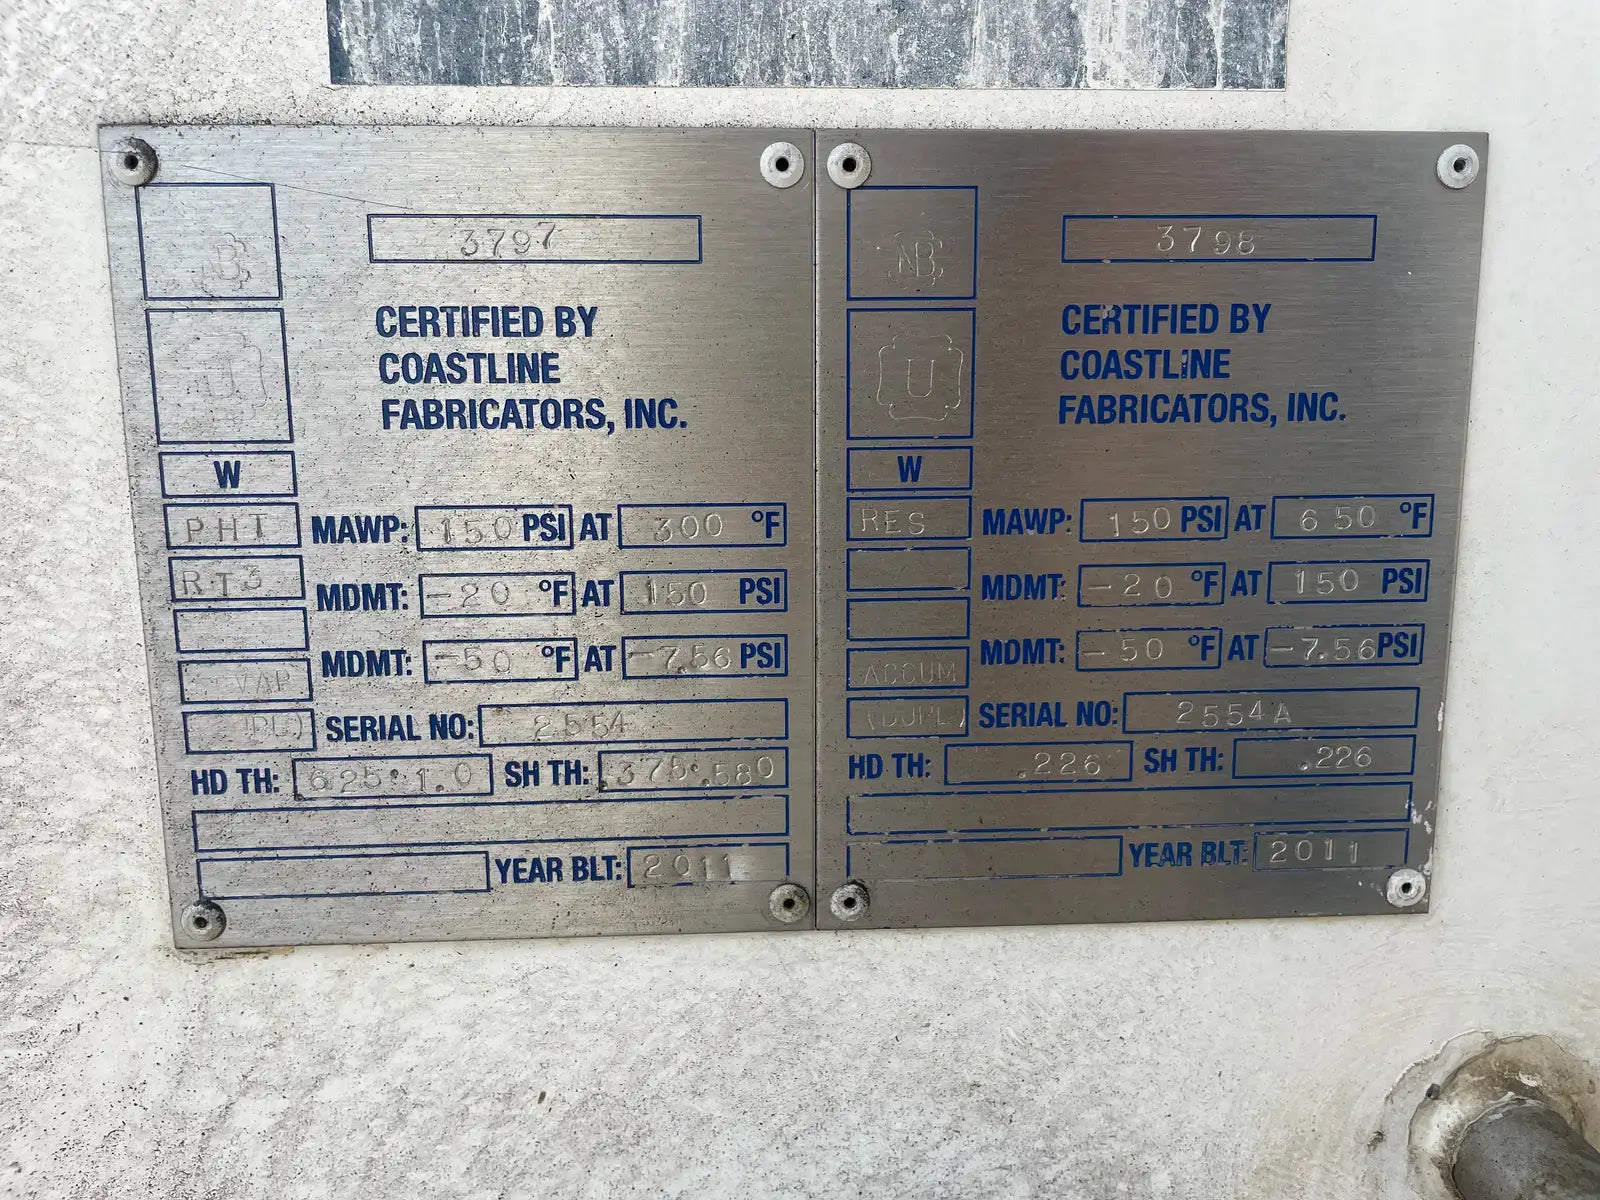 NB
3797
CERTIFIED BY
COASTLINE
FABRICATORS, INC.
U
W
PHT MAWP: 150 PSI AT 300 °F
RT3 MDMT: -20 °F AT 150 PSI
MDMT: -50 °F AT -7.56 PSI
VAP
SERIAL NO: 2554
HD TH: .625·1.0 SH TH: .375·.580
YEAR BLT: 2011
NB
3798
CERTIFIED BY
COASTLINE
FABRICATORS, INC.
U
W
RES MAWP: 150 PSI AT 650 °F
MDMT: -20 °F AT 150 PSI
MDMT: -50 °F AT -7.56 PSI
ACCUM
(DUPL) SERIAL NO: 2554A
HD TH: .226 SH TH: .226
YEAR BLT: 2011